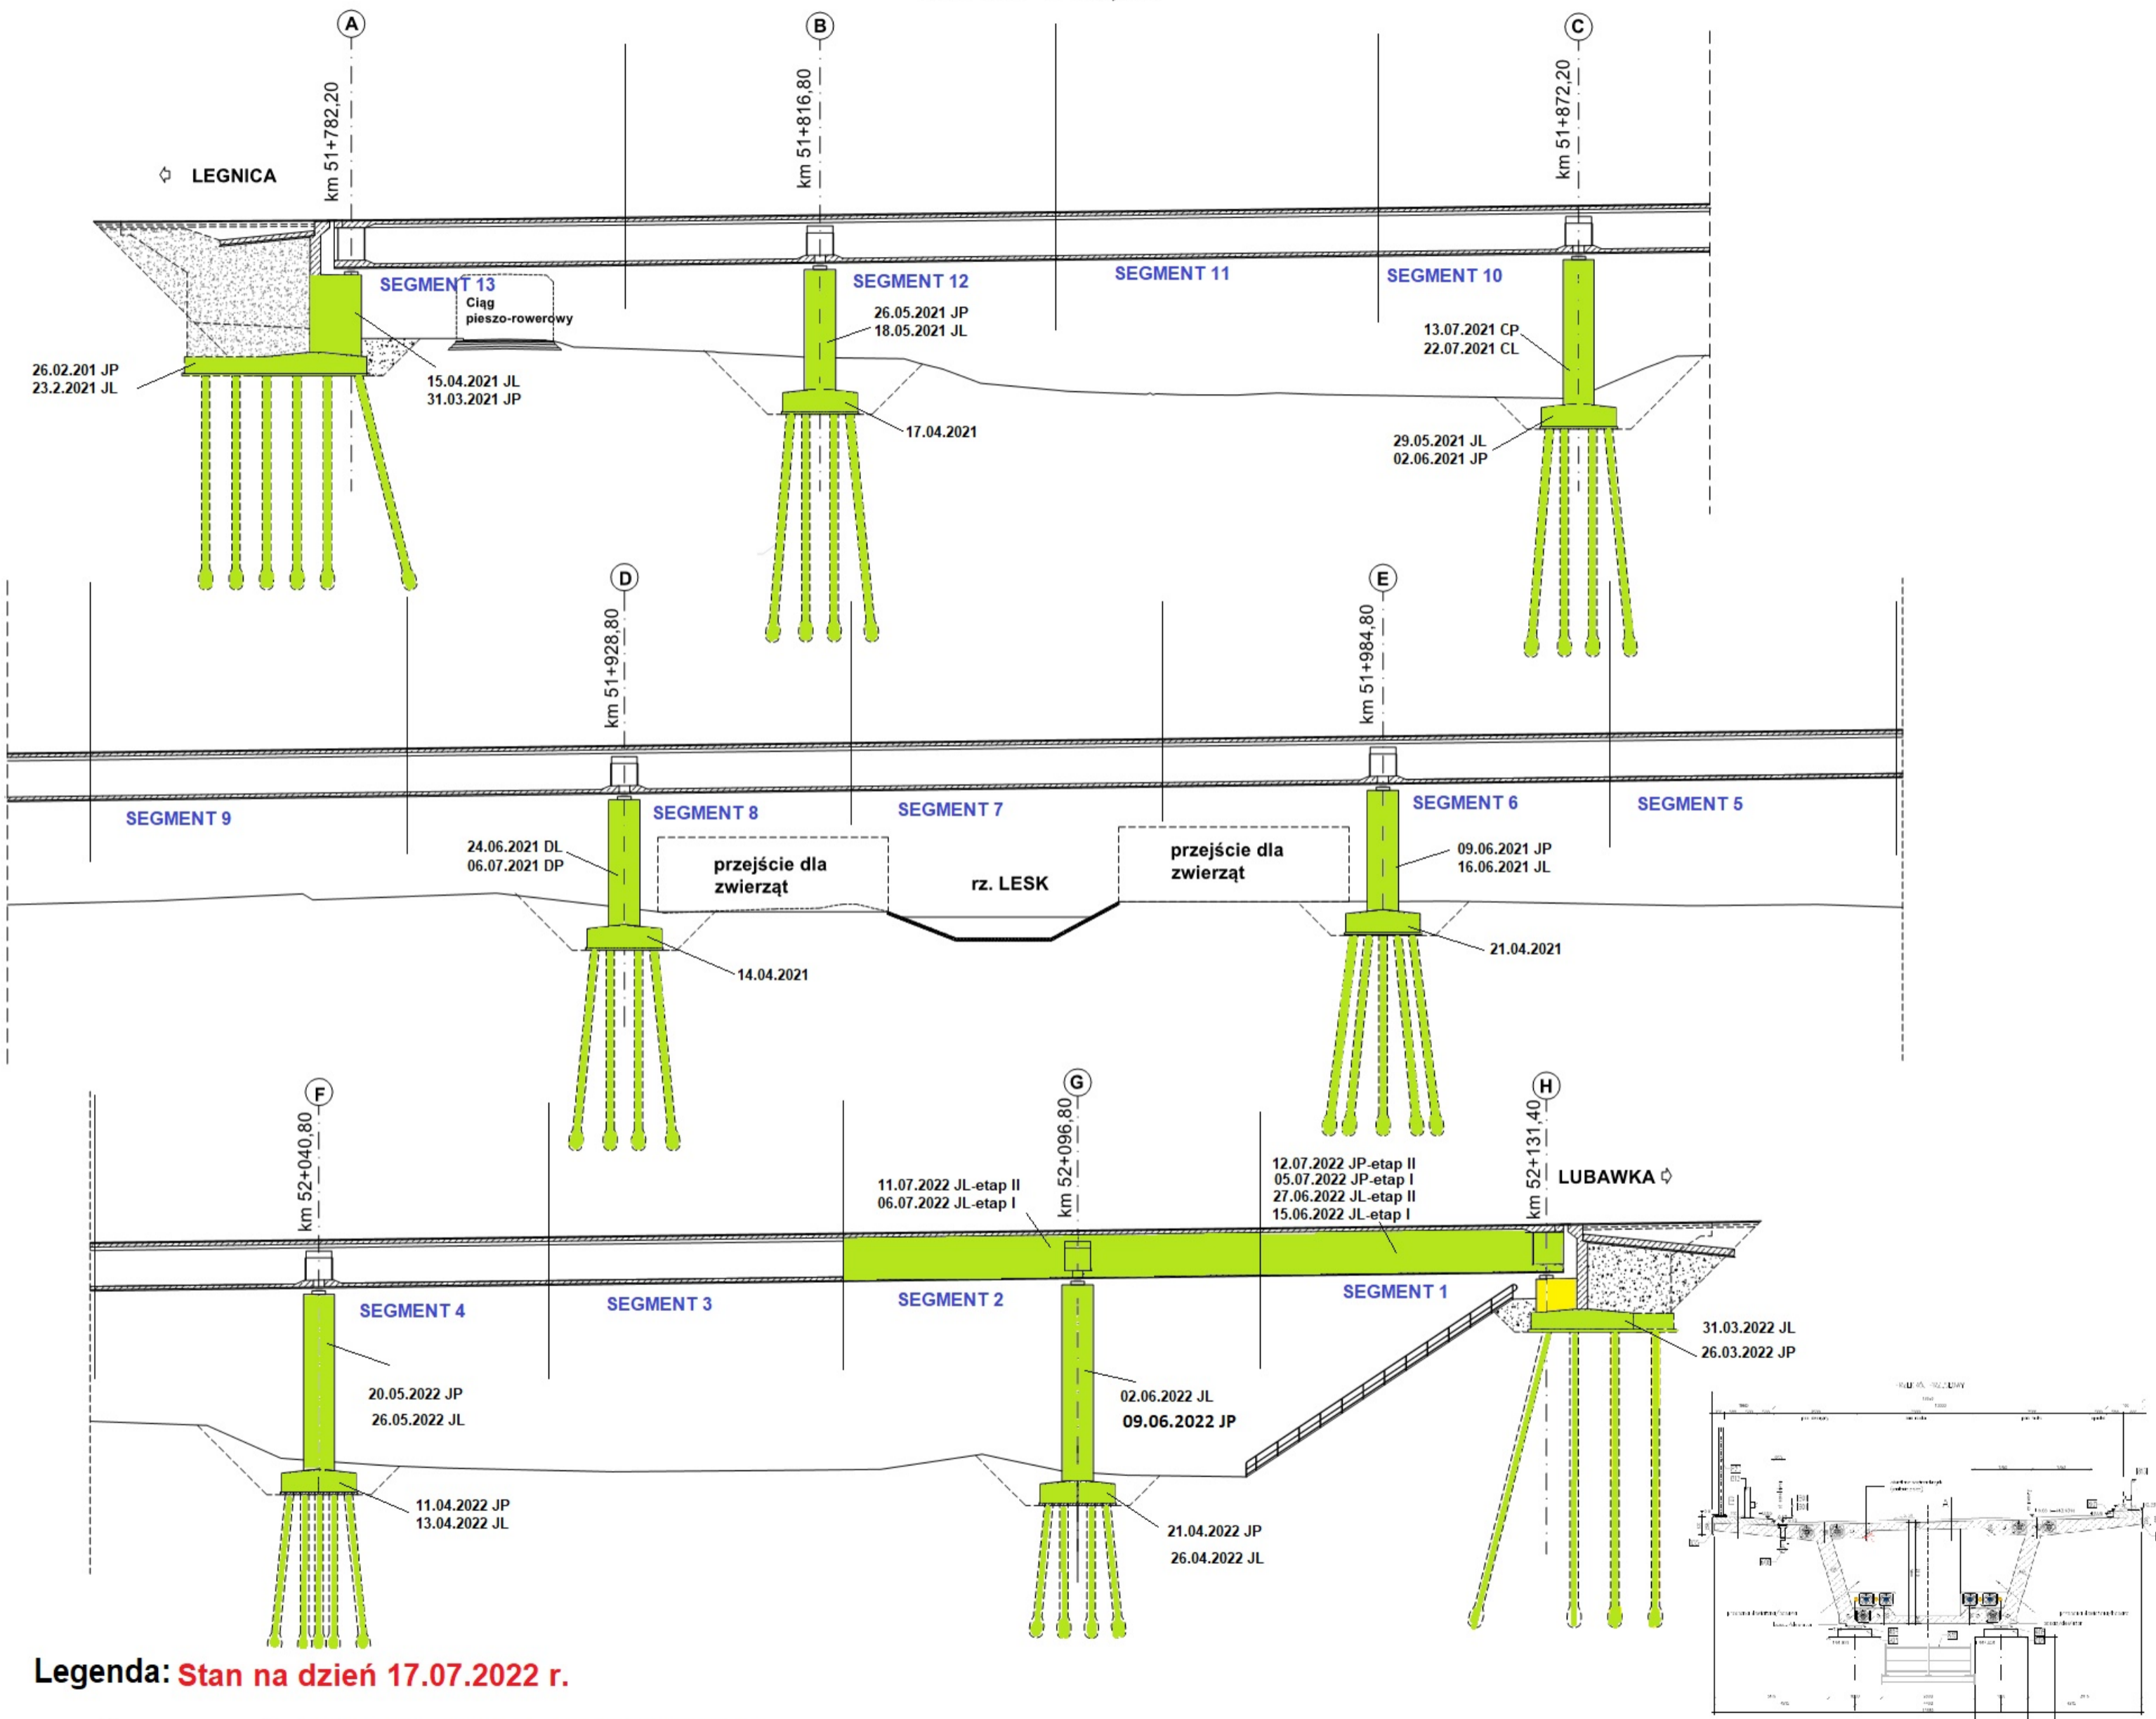 A
B
C
km 51+782,20
km 51+816,80
km 51+872,20
LEGNICA
SEGMENT 13
SEGMENT 12
SEGMENT 11
SEGMENT 10
Ciąg
pieszo-rowerowy
26.05.2021 JP
18.05.2021 JL
13.07.2021 CP
22.07.2021 CL
26.02.201 JP
23.2.2021 JL
15.04.2021 JL
31.03.2021 JP
17.04.2021
29.05.2021 JL
02.06.2021 JP
D
E
km 51+928,80
km 51+984,80
SEGMENT 9
SEGMENT 8
SEGMENT 7
SEGMENT 6
SEGMENT 5
24.06.2021 DL
06.07.2021 DP
przejście dla
zwierząt
rz. LESK
przejście dla
zwierząt
09.06.2021 JP
16.06.2021 JL
14.04.2021
21.04.2021
F
G
H
km 52+040,80
km 52+096,80
km 52+131,40
11.07.2022 JL-etap II
06.07.2022 JL-etap I
12.07.2022 JP-etap II
05.07.2022 JP-etap I
27.06.2022 JL-etap II
15.06.2022 JL-etap I
LUBAWKA
SEGMENT 4
SEGMENT 3
SEGMENT 2
SEGMENT 1
31.03.2022 JL
26.03.2022 JP
20.05.2022 JP
26.05.2022 JL
02.06.2022 JL
09.06.2022 JP
11.04.2022 JP
13.04.2022 JL
21.04.2022 JP
26.04.2022 JL
Legenda: Stan na dzień 17.07.2022 r.